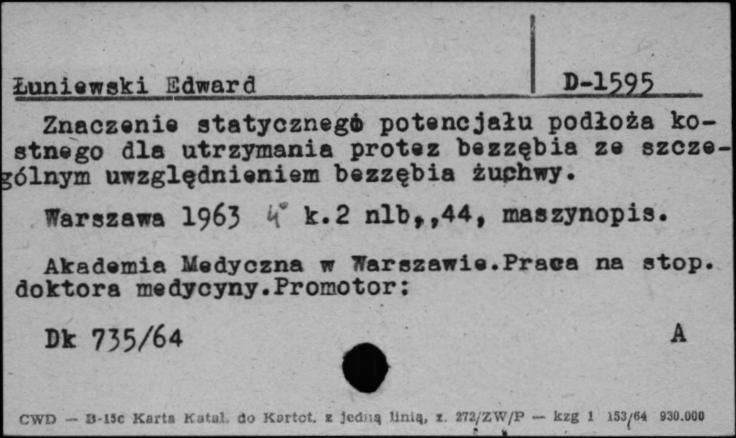 Łuniewski Edward D-1595
Znaczenie statycznego potencjału podłoża ko-
stnego dla utrzymania protez bezzębia ze szcze-
gólnym uwzględnieniem bezzębia żuchwy.
Warszawa 1963 4° k.2 nlb,,44, maszynopis.
Akademia Medyczna w Warszawie.Praca na stop.
doktora medycyny.Promotor:
Dk 735/64 A
CWD — B-15c Karta Katal. do Kartot. z jedną linią, z. 272/ZW/P — kzg 1 153/64 930.000